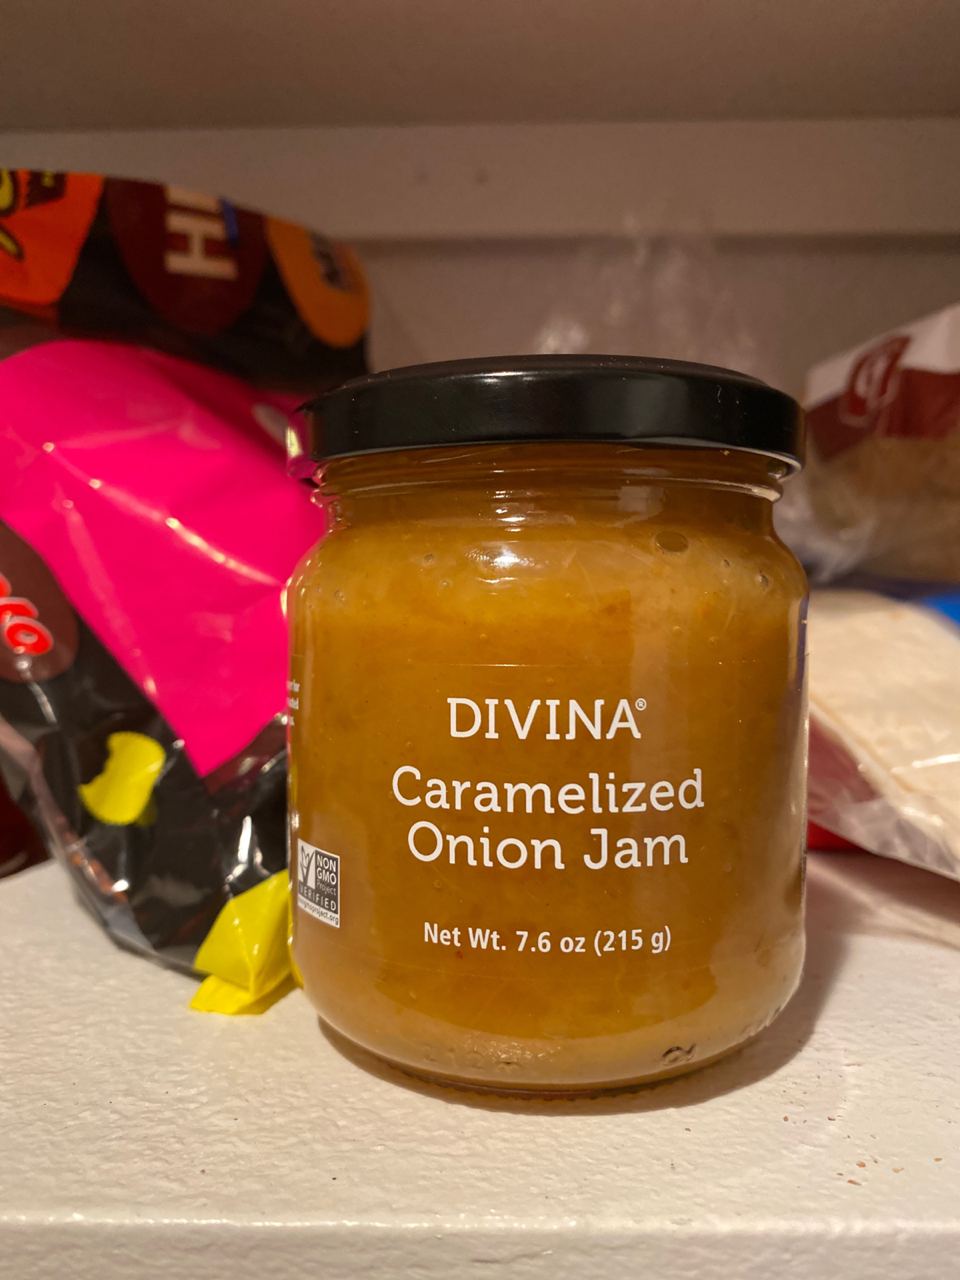 DIVINA®
Caramelized
Onion Jam
Net Wt. 7.6 oz (215 g)
NON
GMO
Project
VERIFIED